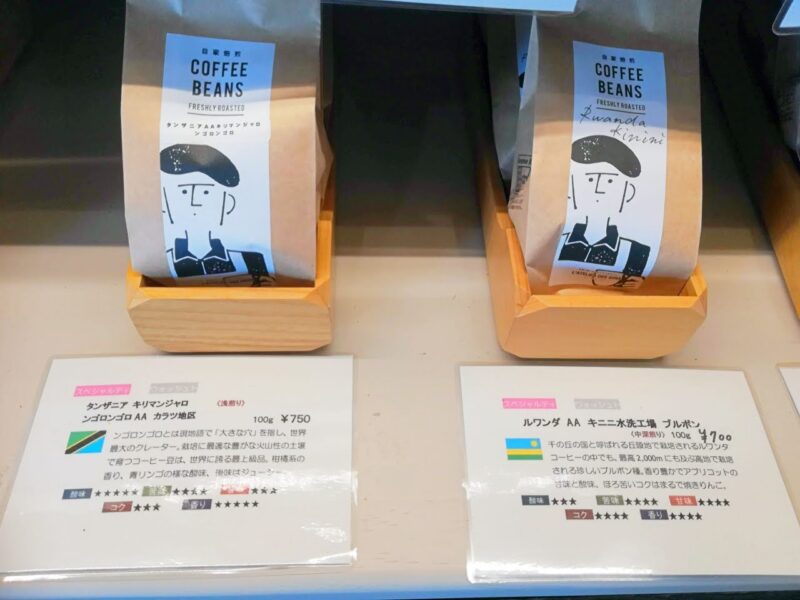 自家焙煎
COFFEE
BEANS
FRESHLY ROASTED
タンザニアAAキリマンジャロ
ンゴロンゴロ
自家焙煎
COFFEE
BEANS
FRESHLY ROASTED
Rwanda
Kinini
スペシャルティ ウォッシュト
タンザニア キリマンジャロ (浅煎り)
ンゴロンゴロ AA カラツ地区 100g ¥750
ンゴロンゴロとは現地語で「大きな穴」を指し、世界
最大のクレーター。栽培に最適な豊かな火山性の土壌
で育つコーヒー豆は、世界に誇る最上級品。柑橘系の
香り、青リンゴの様な酸味、後味はジューシー
酸味 ★★★★ 苦味 ★ 甘味 ★★★
コク ★★★ 香り ★★★★★
スペシャルティ ウォッシュト
ルワンダ AA キニニ水洗工場 ブルボン
(中深煎り) 100g ¥700
千の丘の国と呼ばれる丘陵地で栽培されるルワンダ
コーヒーの中でも、最高2,000mにも及ぶ高地で栽培
される珍しいブルボン種。香り豊かでアプリコットの
甘味と酸味、ほろ苦いコクはまるで焼きりんご。
酸味 ★★★ 苦味 ★★★★ 甘味 ★★★★
コク ★★★★ 香り ★★★★